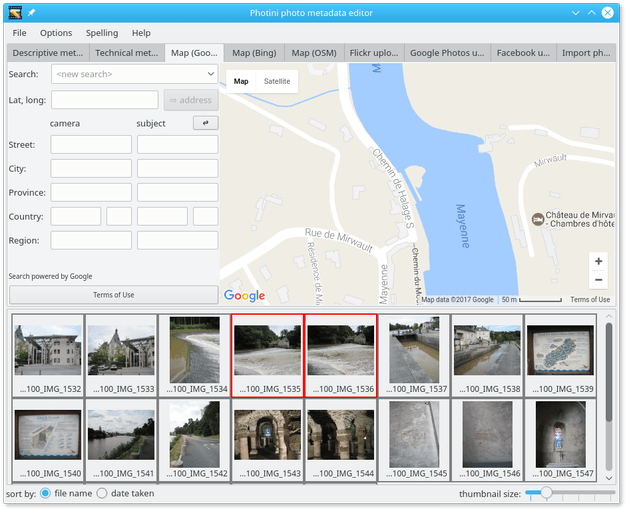 Photini photo metadata editor
File Options Spelling Help
Descriptive met... Technical met... Map (Goo... Map (Bing) Map (OSM) Flickr uplo... Google Photos u... Facebook u... Import ph...
Search: <new search>
Lat, long: ⇨ address
camera subject
Street:
City:
Province:
Country:
Region:
Search powered by Google
Terms of Use
Map Satellite
M
Chemin de Halage S
Mirwault
Mayenne
Château de Mirwau
- Chambres d'hôte
Rue de Mirwault
Résidence de Mi
Mayenne
Chemin du Mou
+
−
Google
Map data ©2017 Google 50 m Terms of Use
...100_IMG_1532 ...100_IMG_1533 ...100_IMG_1534 ...100_IMG_1535 ...100_IMG_1536 ...100_IMG_1537 ...100_IMG_1538 ...100_IMG_1539
...100_IMG_1540 ...100_IMG_1541 ...100_IMG_1542 ...100_IMG_1543 ...100_IMG_1544 ...100_IMG_1545 ...100_IMG_1546 ...100_IMG_1547
sort by: file name date taken thumbnail size: